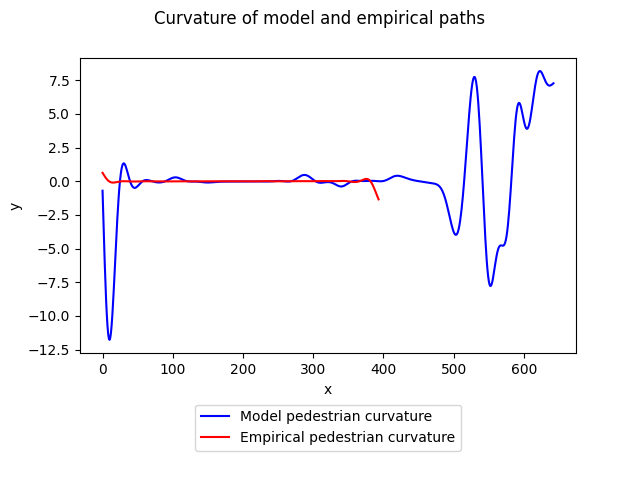 Curvature of model and empirical paths
7.5
5.0
2.5
0.0
−2.5
−5.0
−7.5
−10.0
−12.5
y
0 100 200 300 400 500 600
x
Model pedestrian curvature
Empirical pedestrian curvature